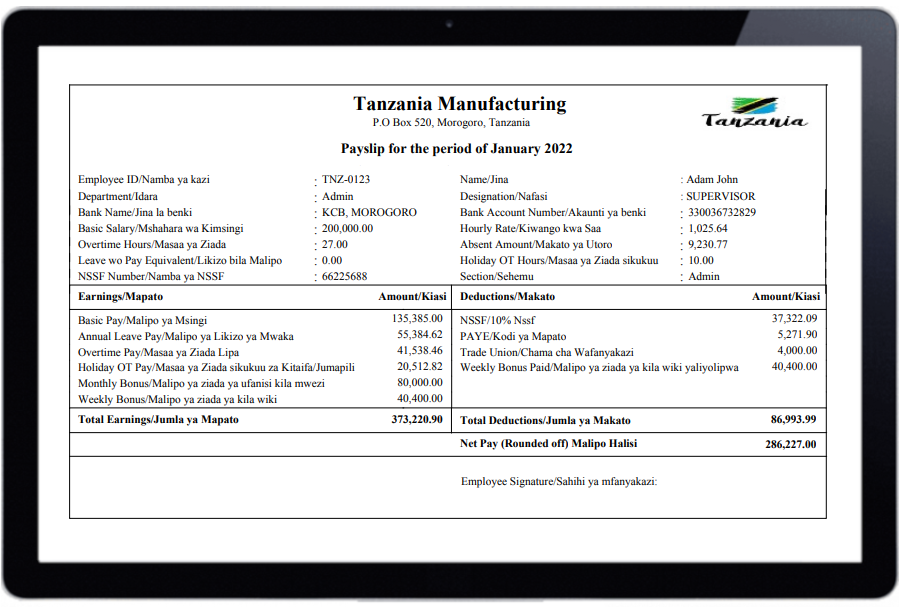 Tanzania Manufacturing
P.O Box 520, Morogoro, Tanzania
Tanzania
Payslip for the period of January 2022
Employee ID/Namba ya kazi : TNZ-0123 Name/Jina : Adam John
Department/Idara : Admin Designation/Nafasi : SUPERVISOR
Bank Name/Jina la benki : KCB, MOROGORO Bank Account Number/Akaunti ya benki : 330036732829
Basic Salary/Mshahara wa Kimsingi : 200,000.00 Hourly Rate/Kiwango kwa Saa : 1,025.64
Overtime Hours/Masaa ya Ziada : 27.00 Absent Amount/Makato ya Utoro : 9,230.77
Leave wo Pay Equivalent/Likizo bila Malipo : 0.00 Holiday OT Hours/Masaa ya Ziada sikukuu : 10.00
NSSF Number/Namba ya NSSF : 66225688 Section/Sehemu : Admin
Earnings/Mapato Amount/Kiasi Deductions/Makato Amount/Kiasi
Basic Pay/Malipo ya Msingi 135,385.00 NSSF/10% Nssf 37,322.09
Annual Leave Pay/Malipo ya Likizo ya Mwaka 55,384.62 PAYE/Kodi ya Mapato 5,271.90
Overtime Pay/Masaa ya Ziada Lipa 41,538.46 Trade Union/Chama cha Wafanyakazi 4,000.00
Holiday OT Pay/Masaa ya Ziada sikukuu za Kitaifa/Jumapili 20,512.82 Weekly Bonus Paid/Malipo ya ziada ya kila wiki yaliyolipwa 40,400.00
Monthly Bonus/Malipo ya ziada ya ufanisi kila mwezi 80,000.00
Weekly Bonus/Malipo ya ziada ya kila wiki 40,400.00
Total Earnings/Jumla ya Mapato 373,220.90 Total Deductions/Jumla ya Makato 86,993.99
Net Pay (Rounded off) Malipo Halisi 286,227.00
Employee Signature/Sahihi ya mfanyakazi: